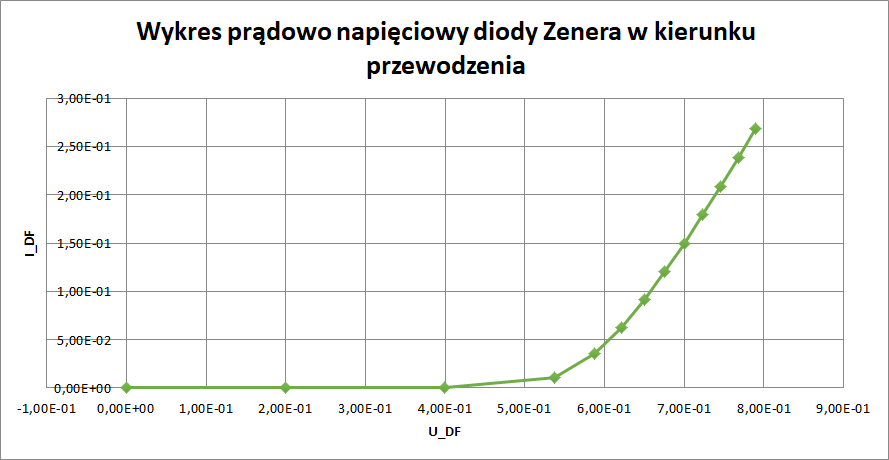 Wykres prądowo napięciowy diody Zenera w kierunku
przewodzenia
3,00E-01
2,50E-01
2,00E-01
1,50E-01
1,00E-01
5,00E-02
0,00E+00
I_DF
-1,00E-01 0,00E+00 1,00E-01 2,00E-01 3,00E-01 4,00E-01 5,00E-01 6,00E-01 7,00E-01 8,00E-01 9,00E-01
U_DF